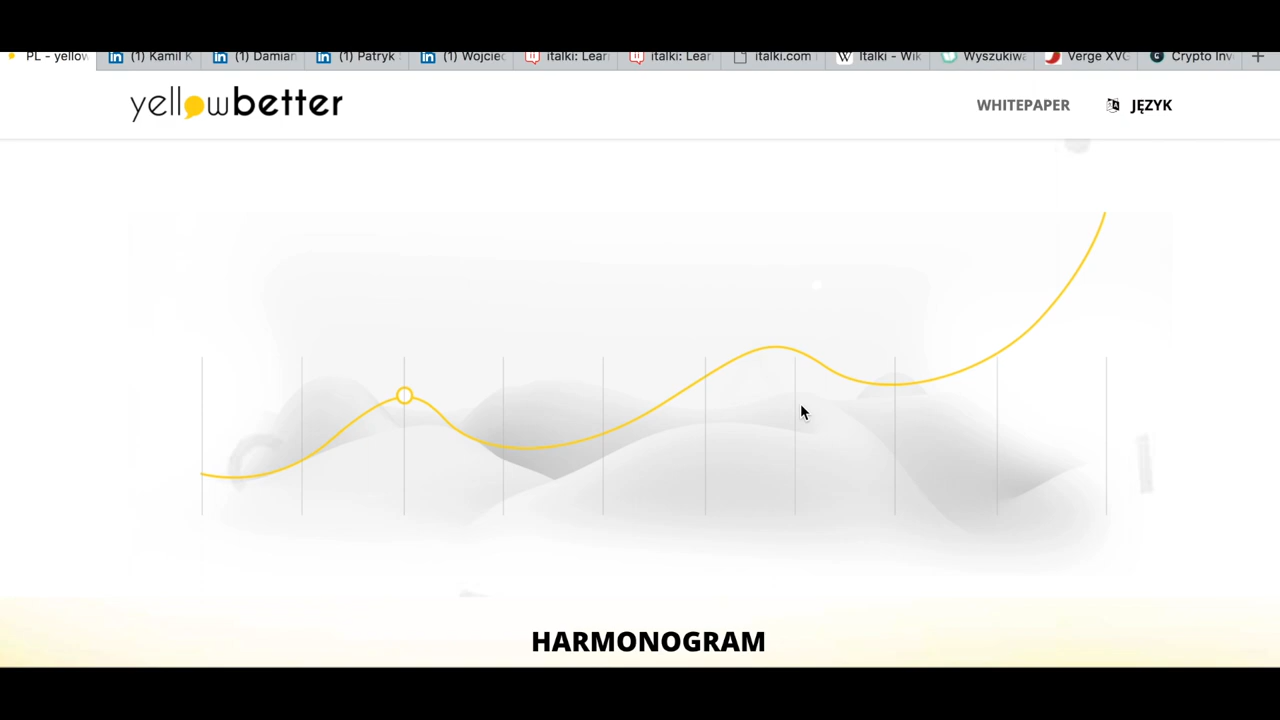 PL - yellow
(1) Kamil K
(1) Damian
(1) Patryk
(1) Wojciec
italki: Lear
italki: Lear
italki.com
Italki - Wik
Wyszukiwa
Verge XVG
Crypto Inv
yellowbetter
WHITEPAPER
JĘZYK
HARMONOGRAM